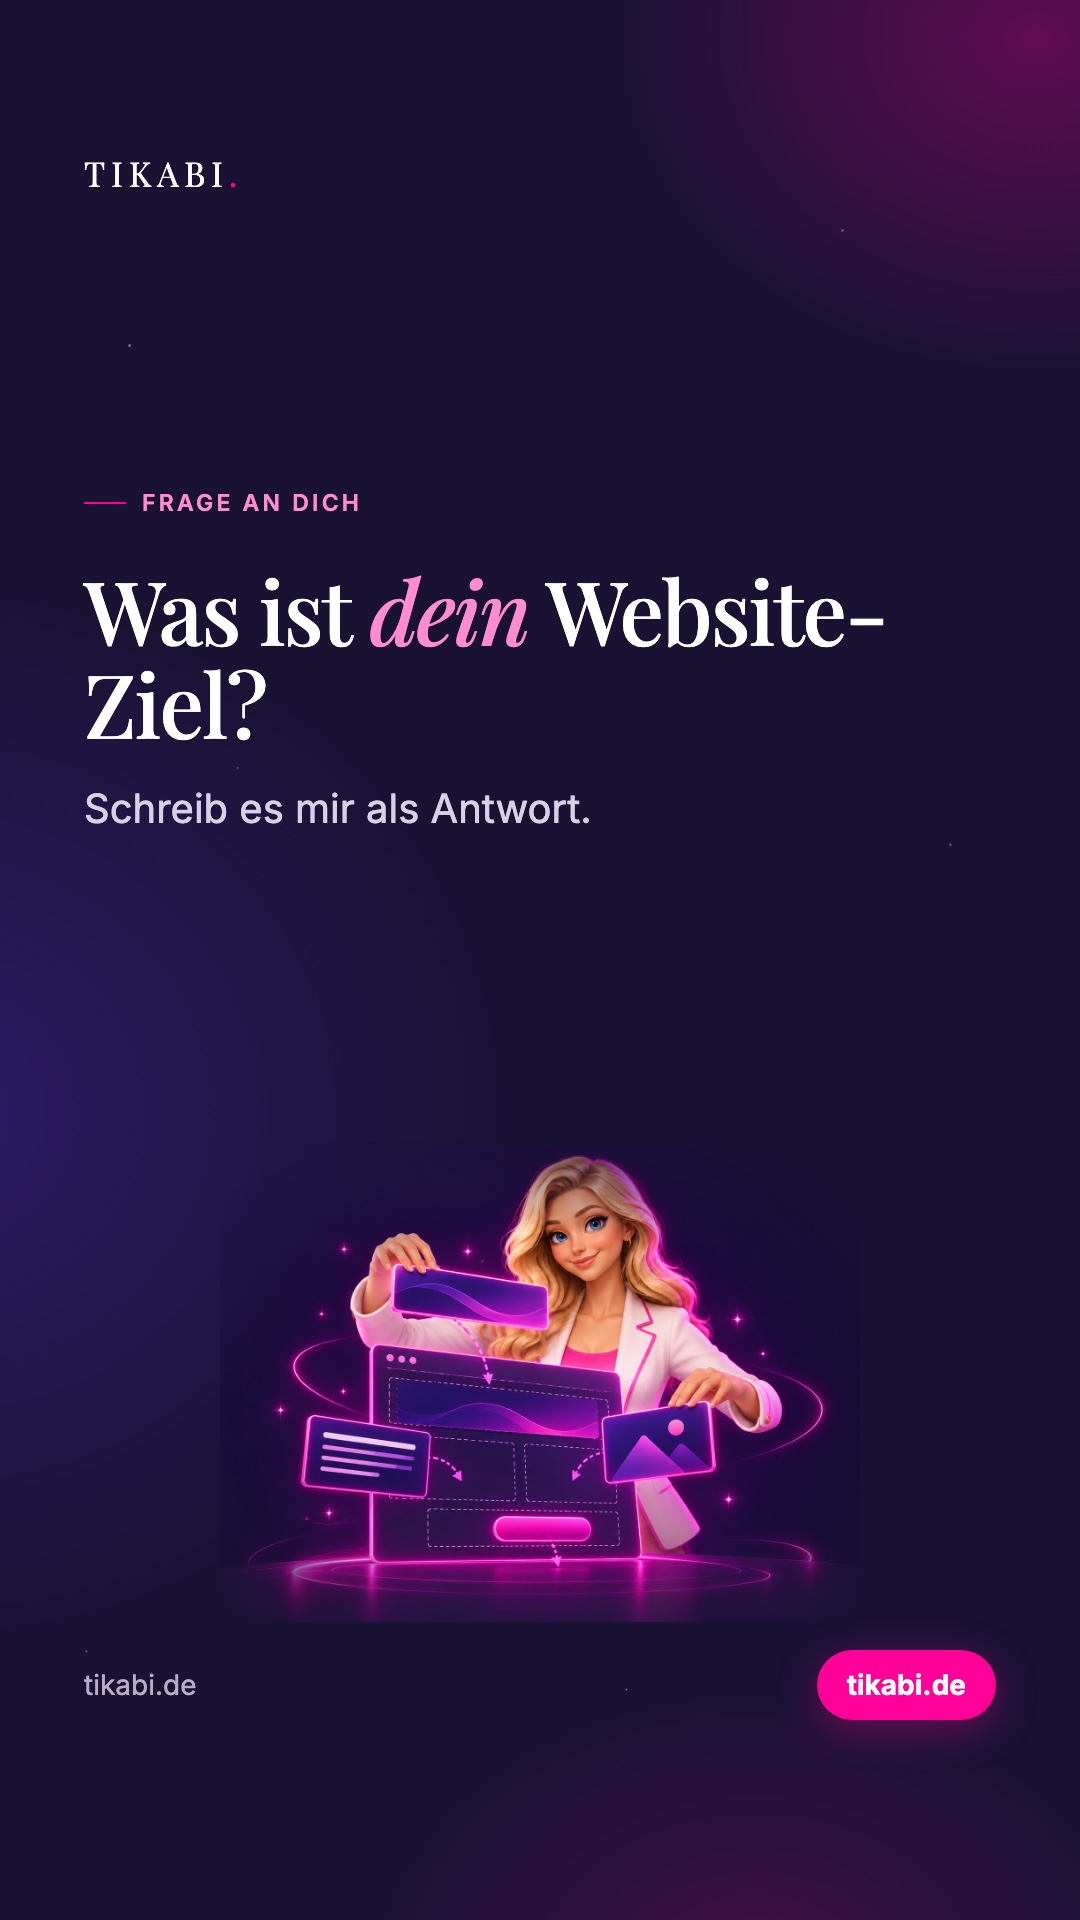 TIKABI.
FRAGE AN DICH
Was ist dein Website-
Ziel?
Schreib es mir als Antwort.
tikabi.de
tikabi.de